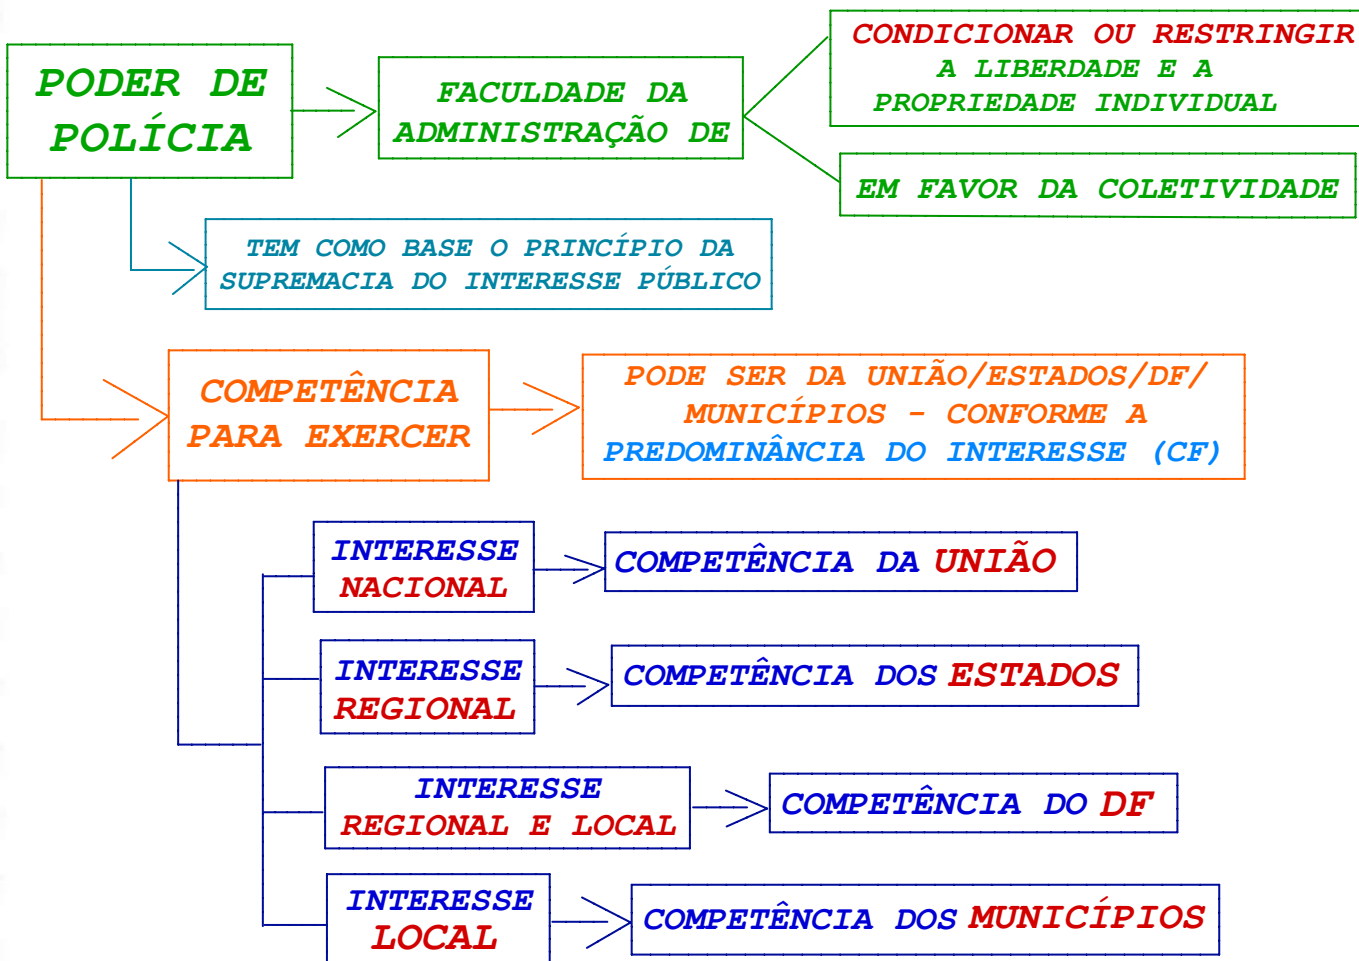 PODER DE
POLÍCIA
FACULDADE DA
ADMINISTRAÇÃO DE
CONDICIONAR OU RESTRINGIR
A LIBERDADE E A
PROPRIEDADE INDIVIDUAL
EM FAVOR DA COLETIVIDADE
TEM COMO BASE O PRINCÍPIO DA
SUPREMACIA DO INTERESSE PÚBLICO
COMPETÊNCIA
PARA EXERCER
PODE SER DA UNIÃO/ESTADOS/DF/
MUNICÍPIOS - CONFORME A
PREDOMINÂNCIA DO INTERESSE (CF)
INTERESSE
NACIONAL
COMPETÊNCIA DA UNIÃO
INTERESSE
REGIONAL
COMPETÊNCIA DOS ESTADOS
INTERESSE
REGIONAL E LOCAL
COMPETÊNCIA DO DF
INTERESSE
LOCAL
COMPETÊNCIA DOS MUNICÍPIOS